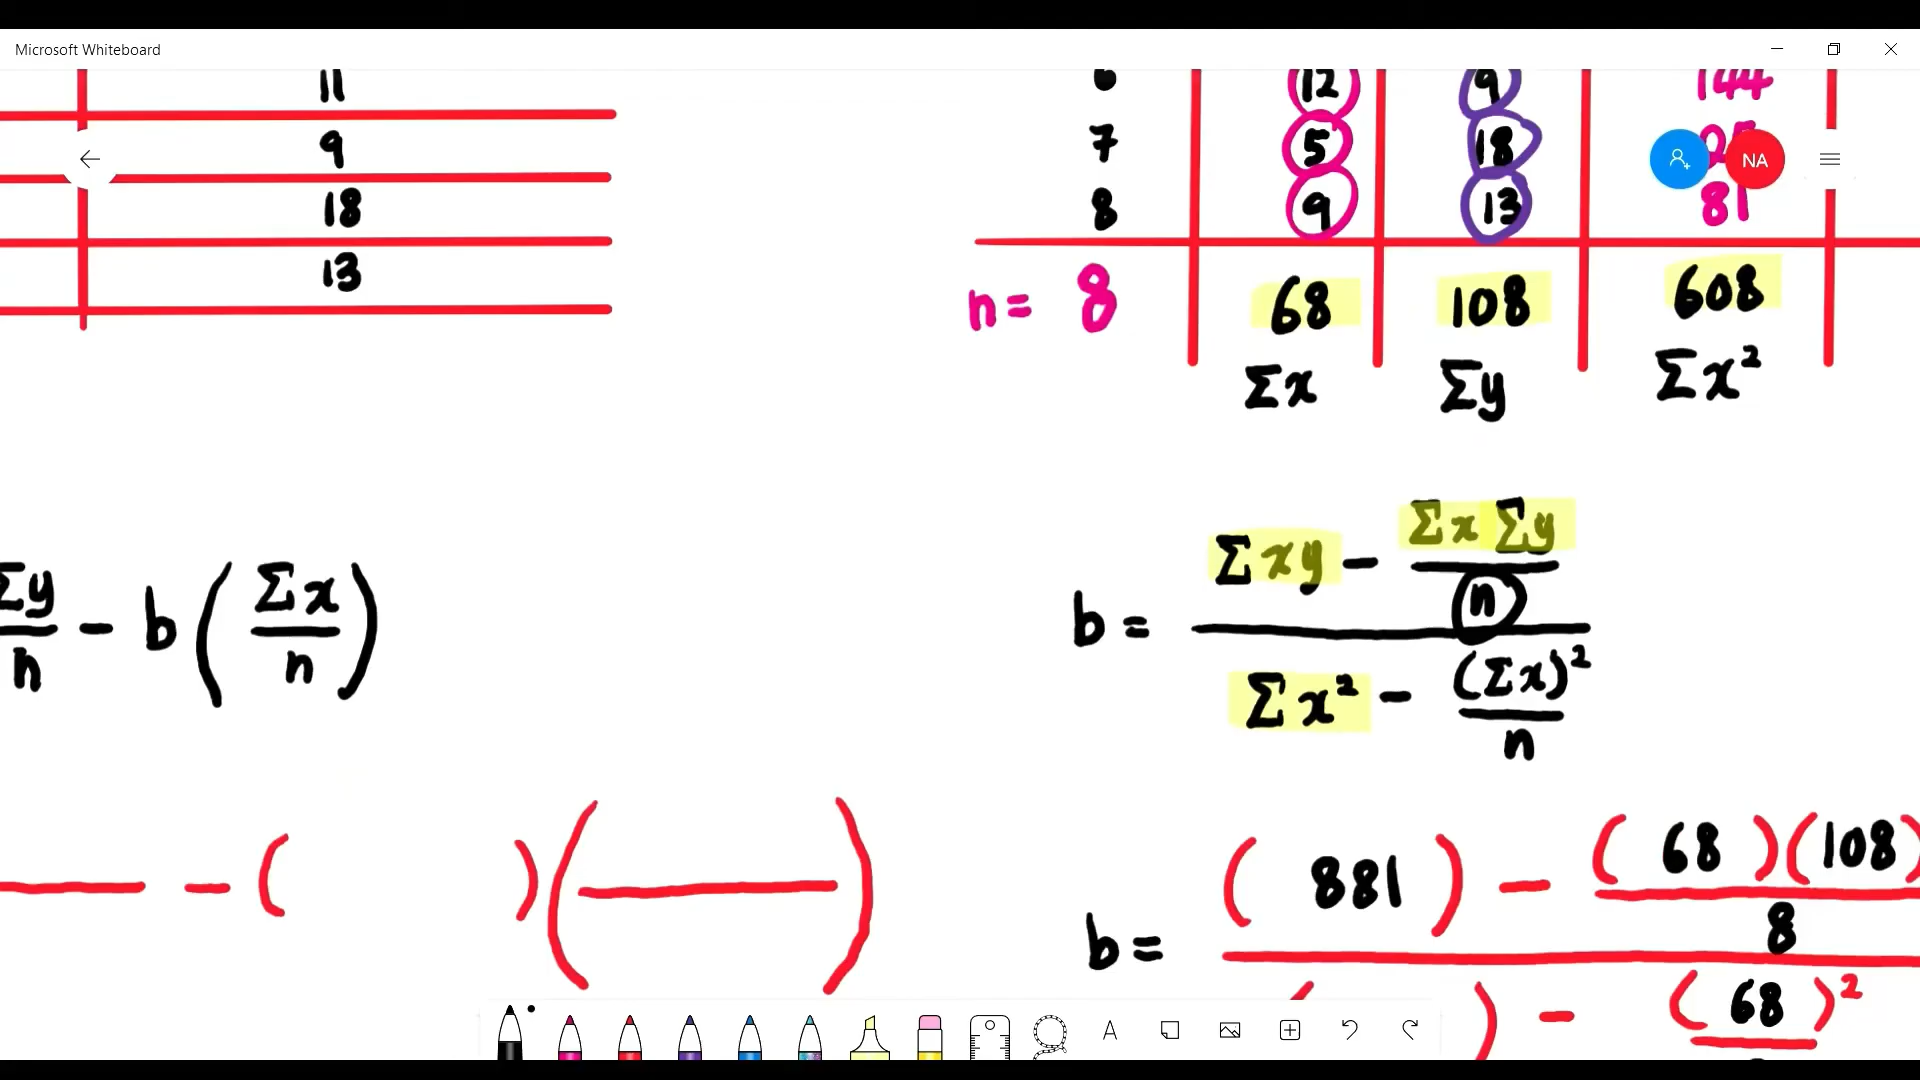 Microsoft Whiteboard
11
9
18
13
6 12 9 144
7 5 18
8 9 13 81
NA
n = 8 68 108 608
Σx Σy Σx²
Σy/n - b(Σx/n)
b = (Σxy - ΣxΣy/n) / (Σx² - (Σx)²/n)
- ( )( )
b = (881) - (68)(108)/8
( ) - (68)²
A